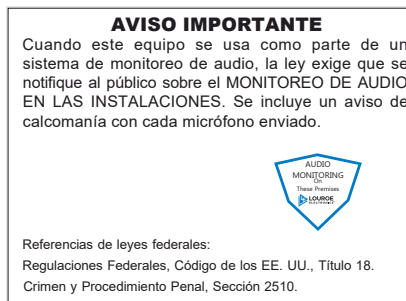 AVISO IMPORTANTE
Cuando este equipo se usa como parte de un
sistema de monitoreo de audio, la ley exige que se
notifique al público sobre el MONITOREO DE AUDIO
EN LAS INSTALACIONES. Se incluye un aviso de
calcomanía con cada micrófono enviado.
AUDIO
MONITORING
On
These Premises
LOUROE
ELECTRONICS
Referencias de leyes federales:
Regulaciones Federales, Código de los EE. UU., Título 18.
Crimen y Procedimiento Penal, Sección 2510.